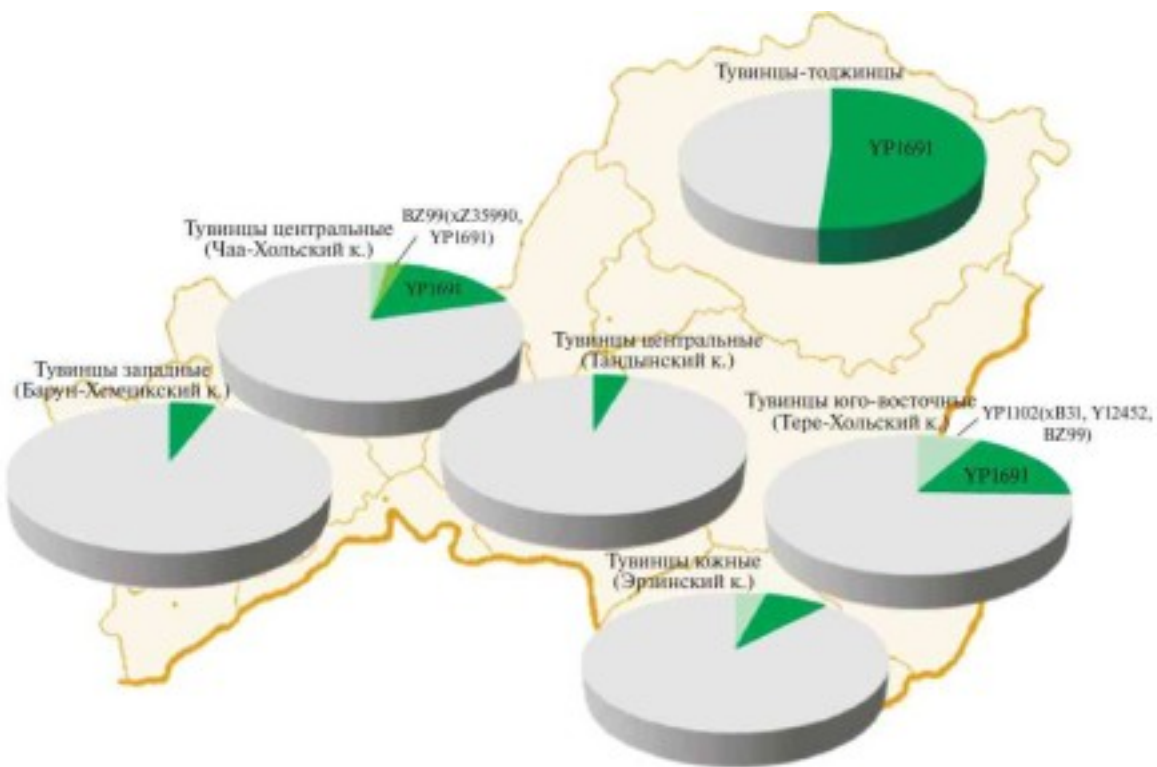 Тувинцы-тоджинцы
YP1691
Тувинцы центральные
(Чаа-Хольский к.)
BZ99(xZ35990,
YP1691)
YP1691
Тувинцы центральные
(Тандынский к.)
Тувинцы западные
(Барун-Хемчикский к.)
Тувинцы юго-восточные
(Тере-Хольский к.)
YP1102(xB31, Y12452,
BZ99)
YP1691
Тувинцы южные
(Эрзинский к.)